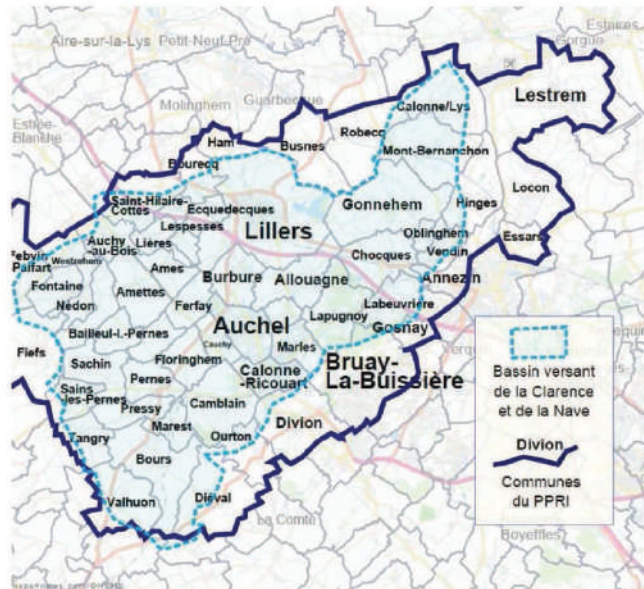 Estaires
Aire-sur-la-Lys Petit-Neuf-Pré
Gorgue
Lestrem
Calonne/Lys
Molinghem
Guarbecque
Estrée-
Blanche
Robecq
Ham
Busnes
Mont-Bernanchon
Bourecq
Locon
Saint-Hilaire-
Cottes
Ecquedecques
Gonnehem
Hinges
Lespesses
Lillers
Essars
Auchy
-au-Bois
Lières
Oblinghem
Vendin
Chocques
Westrehem
Palfart
Ames
Burbure
Allouagne
Annezin
Fontaine
Amettes
Labeuvrière
Nédon
Ferfay
Lapugnoy
Gosnay
Auchel
Bailleul-l.-Pernes
Cauchy
Marles
Fiefs
Floringhem
Bruay-
La-Buissière
Sachin
Calonne
-Ricouart
Pernes
Sains
-les-Pernes
Camblain
Pressy
Divion
Marest
Ourton
Tangry
Bours
Diéval
Valhuon
La Comté
Boyeffles
Bassin versant
de la Clarence
et de la Nave
Divion
Communes
du PPRI